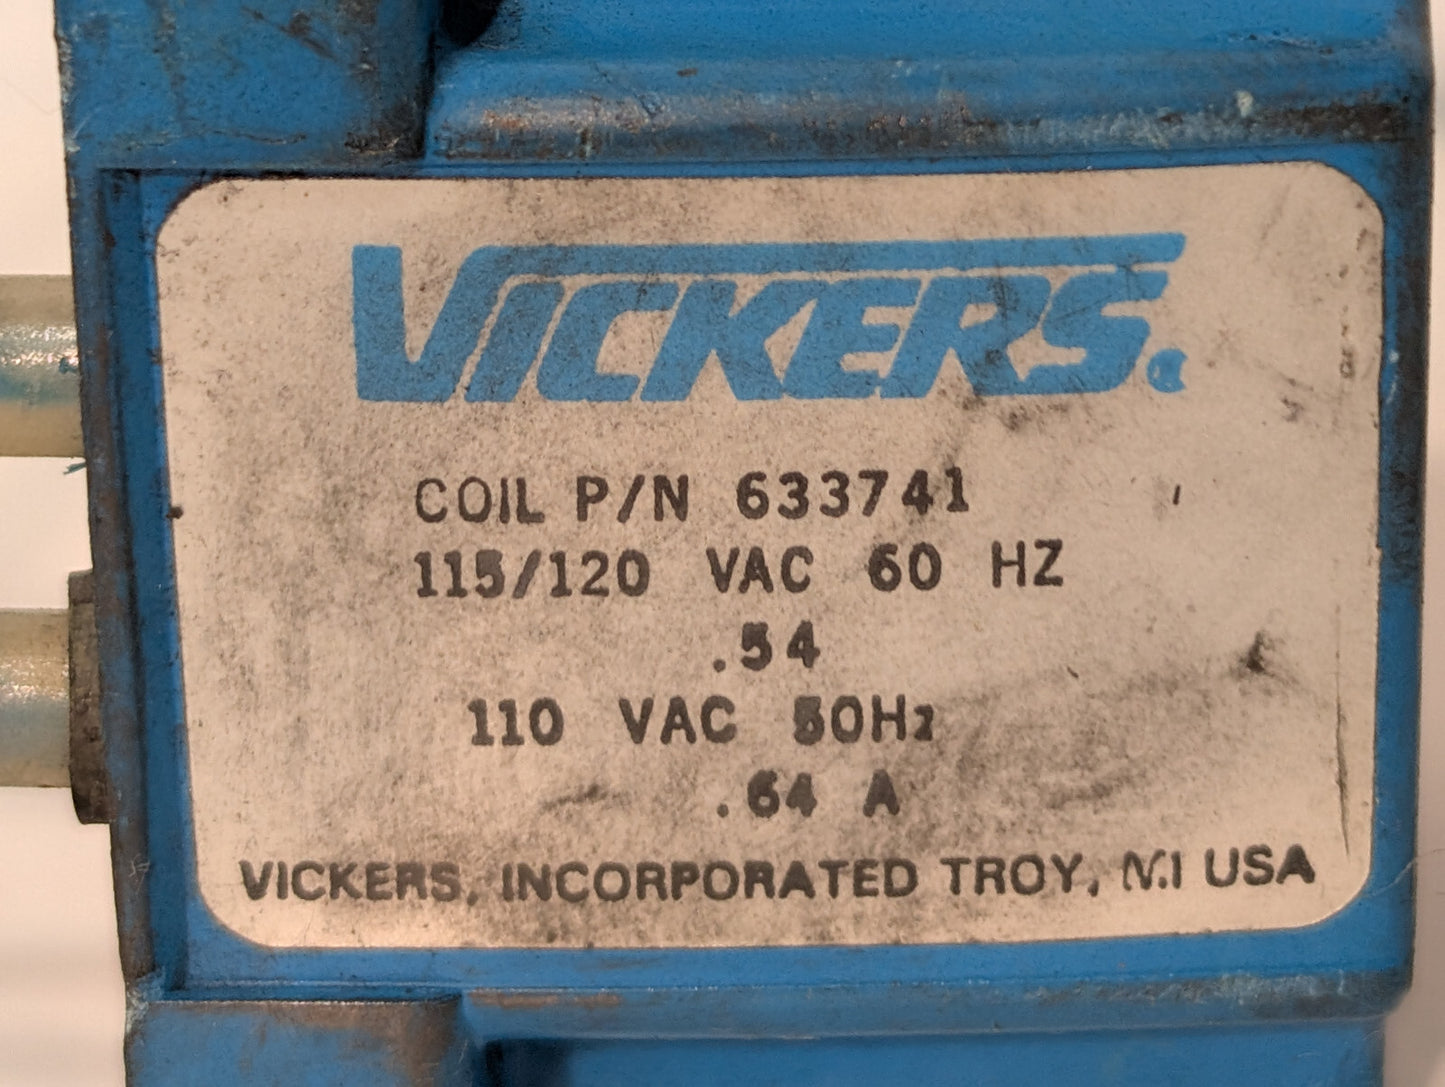 VICKERS.
COIL P/N 633741
115/120 VAC 60 HZ
.54
110 VAC 50Hz
.64 A
VICKERS, INCORPORATED TROY, MI USA